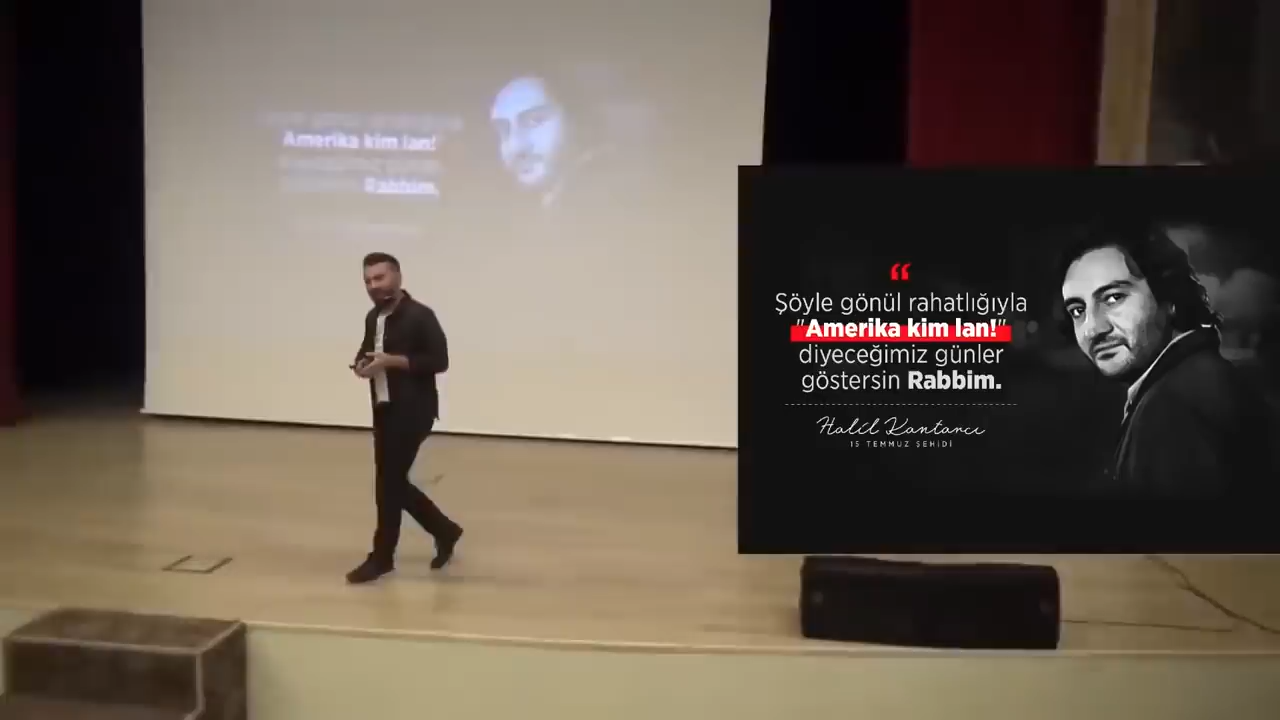 Amerika kim lan!
Rabbim.
“
Şöyle gönül rahatlığıyla
"Amerika kim lan!"
diyeceğimiz günler
göstersin Rabbim.
Halil Kantarcı
15 TEMMUZ ŞEHİDİ